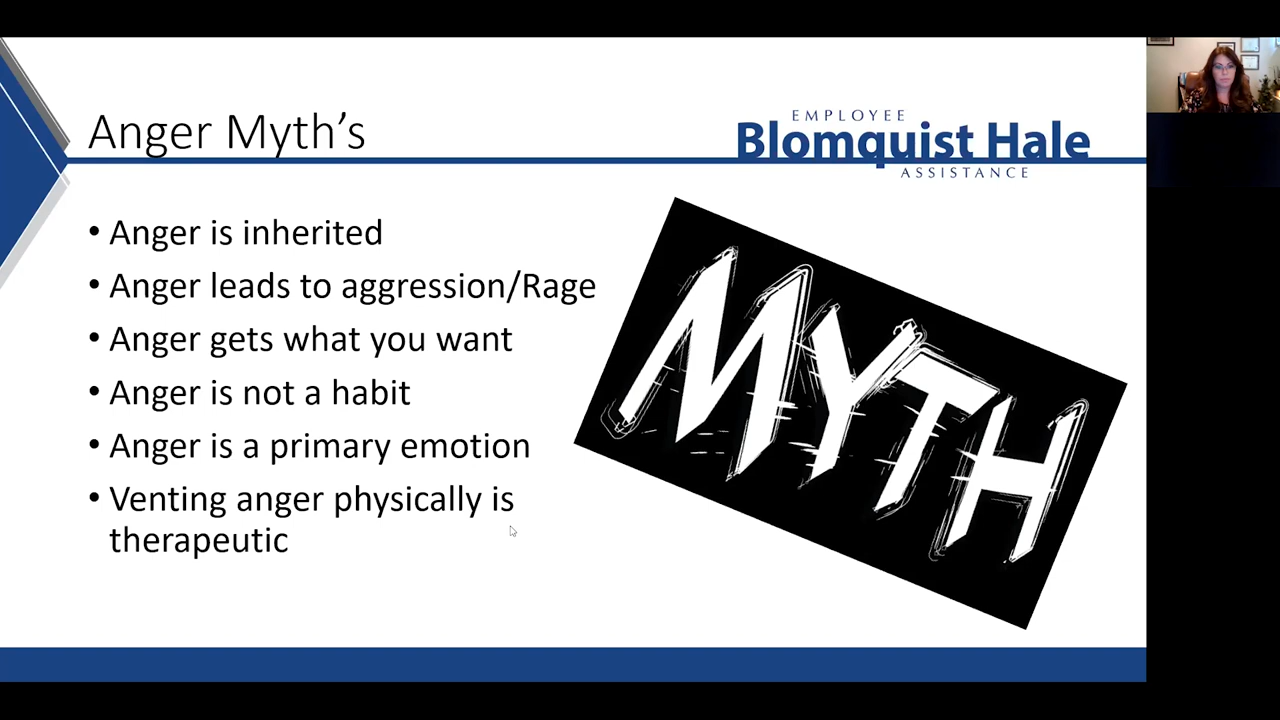 Anger Myth's
EMPLOYEE
Blomquist Hale
ASSISTANCE
• Anger is inherited
• Anger leads to aggression/Rage
• Anger gets what you want
• Anger is not a habit
• Anger is a primary emotion
• Venting anger physically is
therapeutic
MYTH